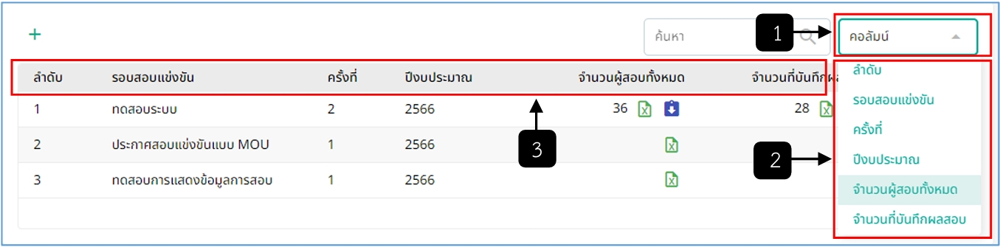 + ค้นหา 1 คอลัมน์
ลำดับ รอบสอบแข่งขัน ครั้งที่ ปีงบประมาณ จำนวนผู้สอบทั้งหมด จำนวนที่บันทึกผล
1 ทดสอบระบบ 2 2566 36 28
2 ประกาศสอบแข่งขันแบบ MOU 1 2566
3 ทดสอบการแสดงข้อมูลการสอบ 1 2566
3
2
ลำดับ
รอบสอบแข่งขัน
ครั้งที่
ปีงบประมาณ
จำนวนผู้สอบทั้งหมด
จำนวนที่บันทึกผลสอบ